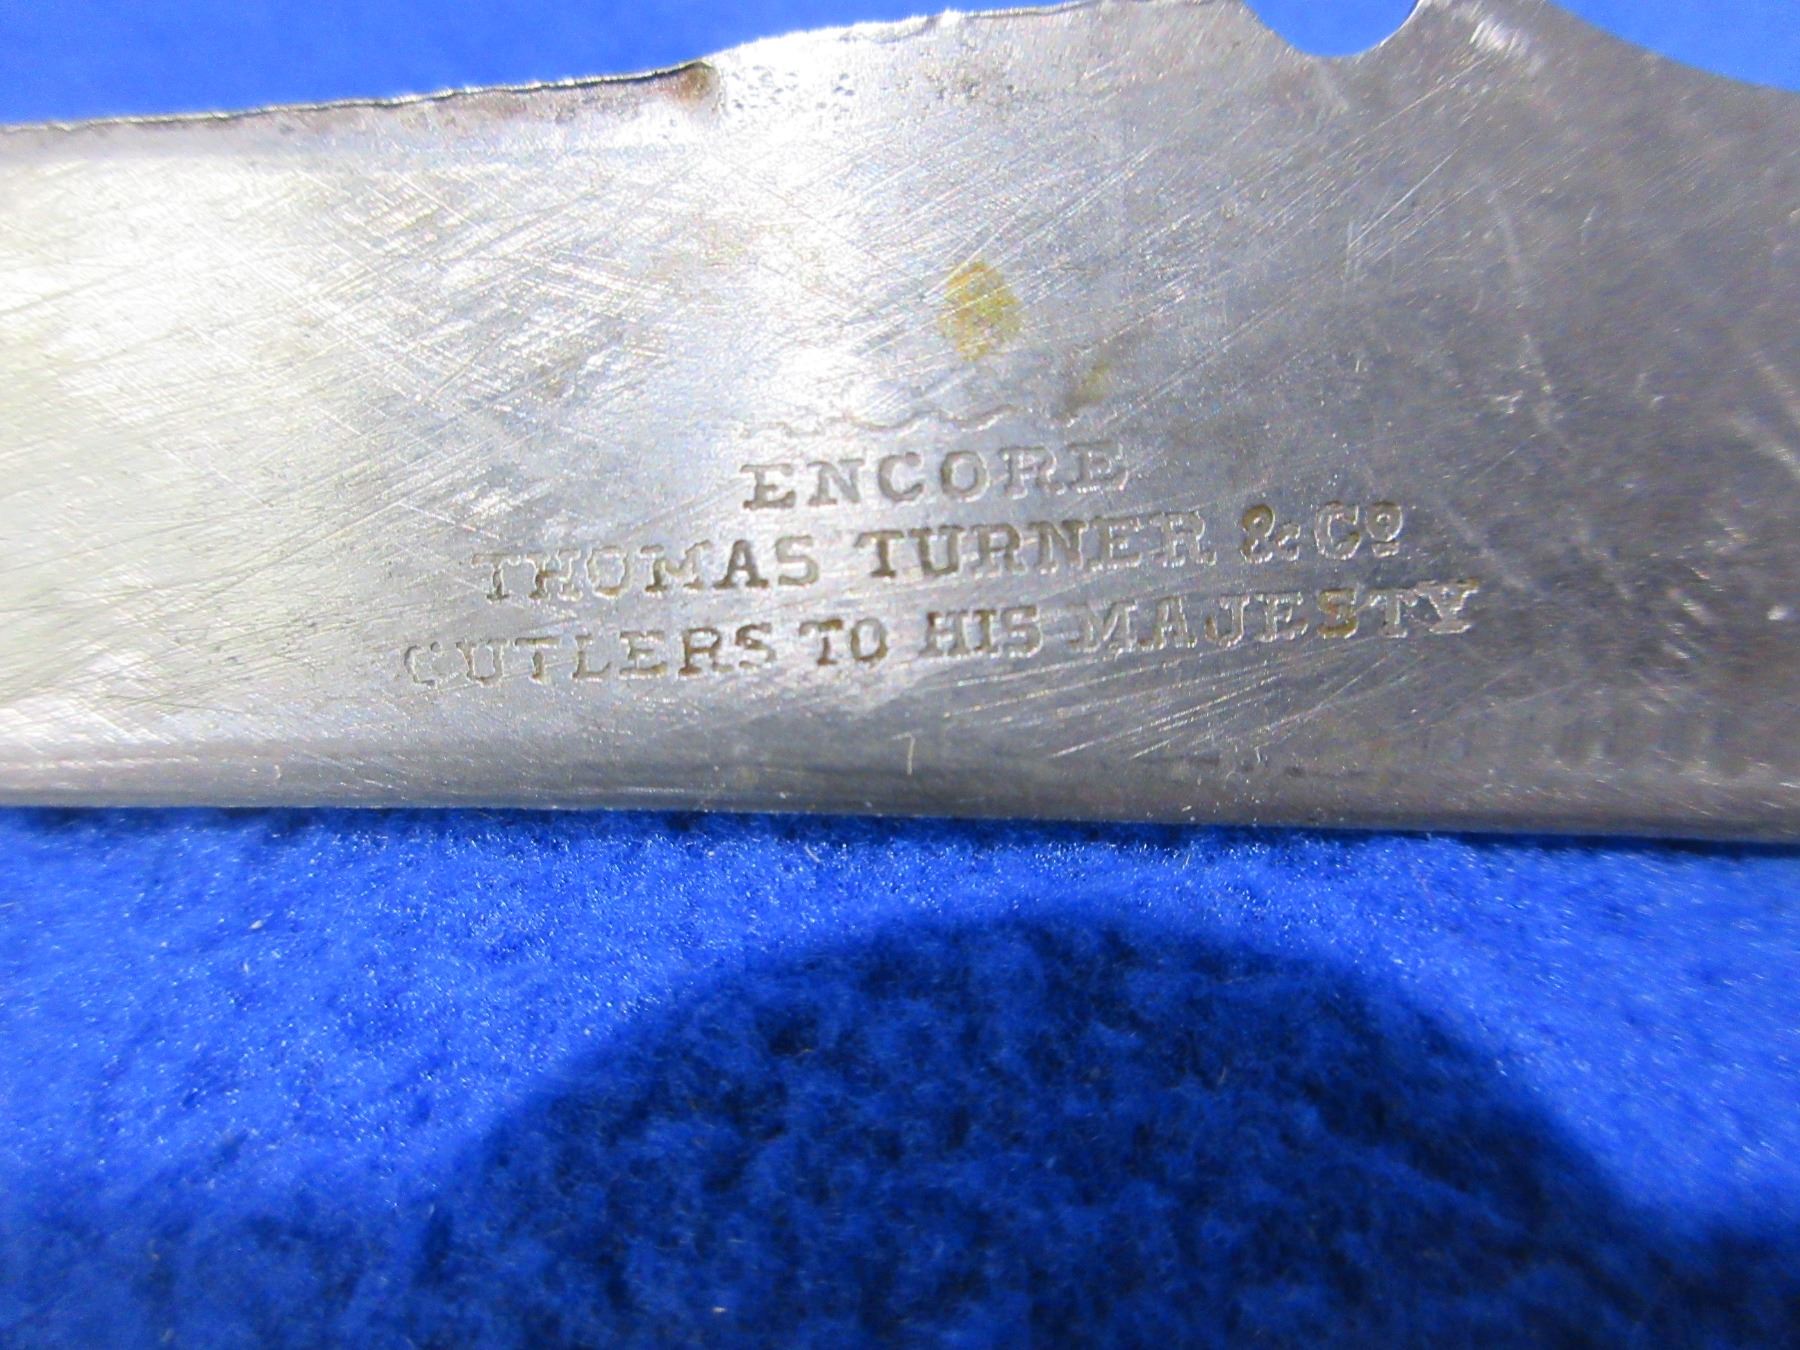 ENCORE
THOMAS TURNER & Cº
CUTLERS TO HIS MAJESTY